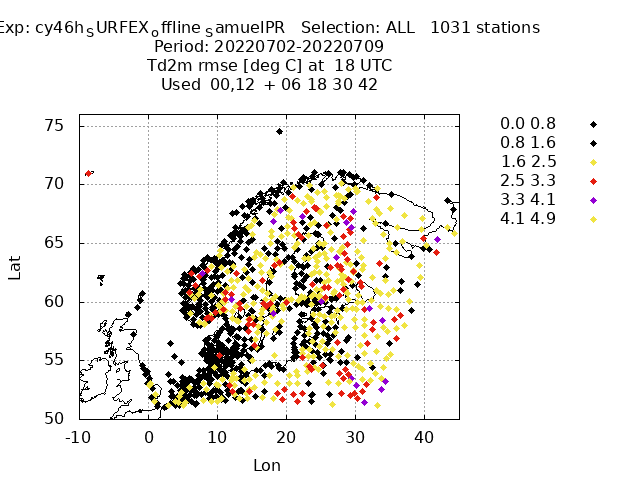 Exp: cy46h_SURFEX_offline_SamuelPR Selection: ALL 1031 stations
Period: 20220702-20220709
Td2m rmse [deg C] at 18 UTC
Used 00,12 + 06 18 30 42
0.0 0.8
0.8 1.6
1.6 2.5
2.5 3.3
3.3 4.1
4.1 4.9
75
70
65
60
55
50
Lat
-10 0 10 20 30 40
Lon